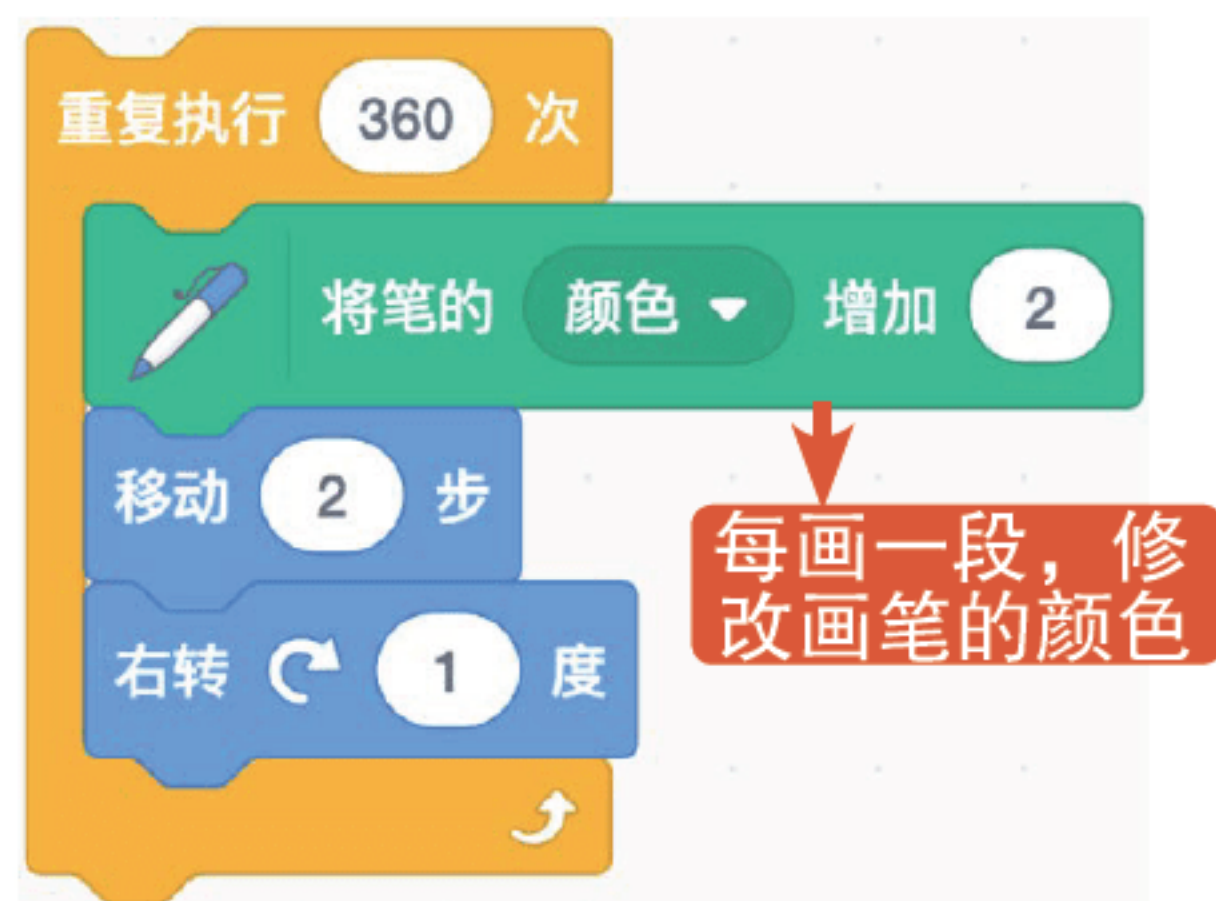 重复执行 360 次
将笔的 颜色 增加 2
移动 2 步
每画一段，修
改画笔的颜色
右转 1 度